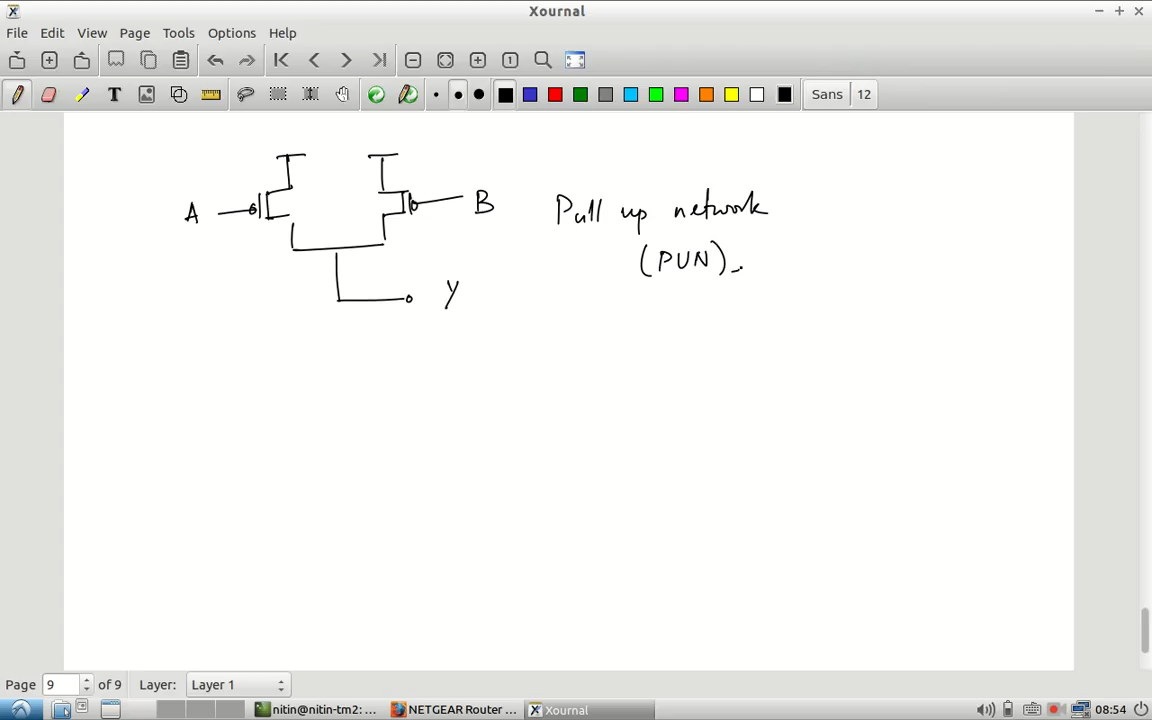 Xournal
File Edit View Page Tools Options Help
Sans 12
A
B
Pull up network
(PUN)
Y
Page 9 of 9 Layer: Layer 1
nitin@nitin-tm2: ... NETGEAR Router ... Xournal 08:54